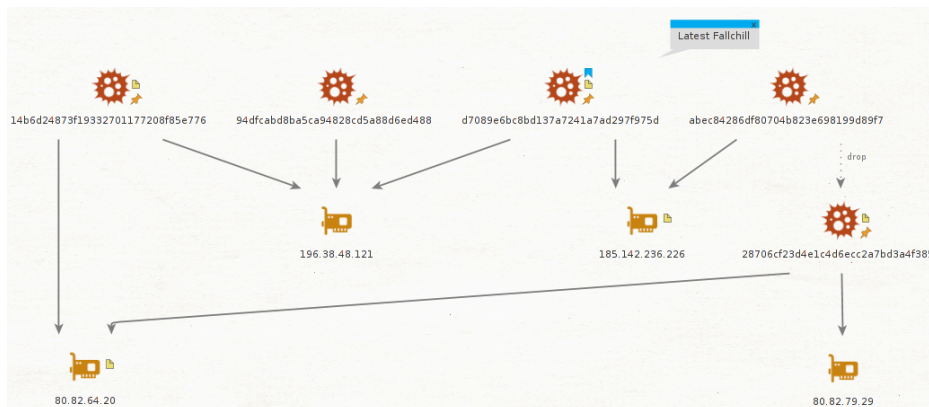 x
Latest Fallchill
14b6d24873f19332701177208f85e776
94dfcabd8ba5ca94828cd5a88d6ed488
d7089e6bc8bd137a7241a7ad297f975d
abec84286df80704b823e698199d89f7
drop
196.38.48.121
185.142.236.226
28706cf23d4e1c4d6ecc2a7bd3a4f385
80.82.64.20
80.82.79.29